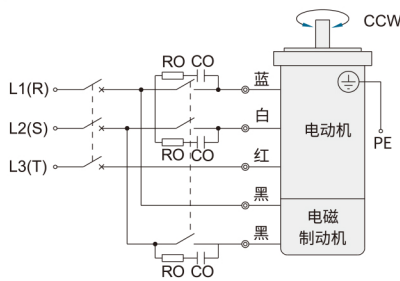 CCW
RO CO
L1(R)
蓝
L2(S)
白
电动机
RO CO
PE
L3(T)
红
黑
电磁
制动机
黑
RO CO